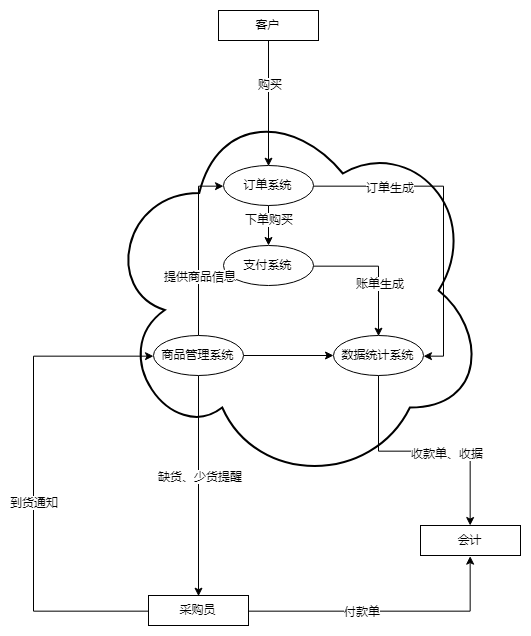 客户
购买
订单系统
订单生成
下单购买
支付系统
提供商品信息
账单生成
商品管理系统
数据统计系统
收款单、收据
缺货、少货提醒
到货通知
会计
采购员
付款单